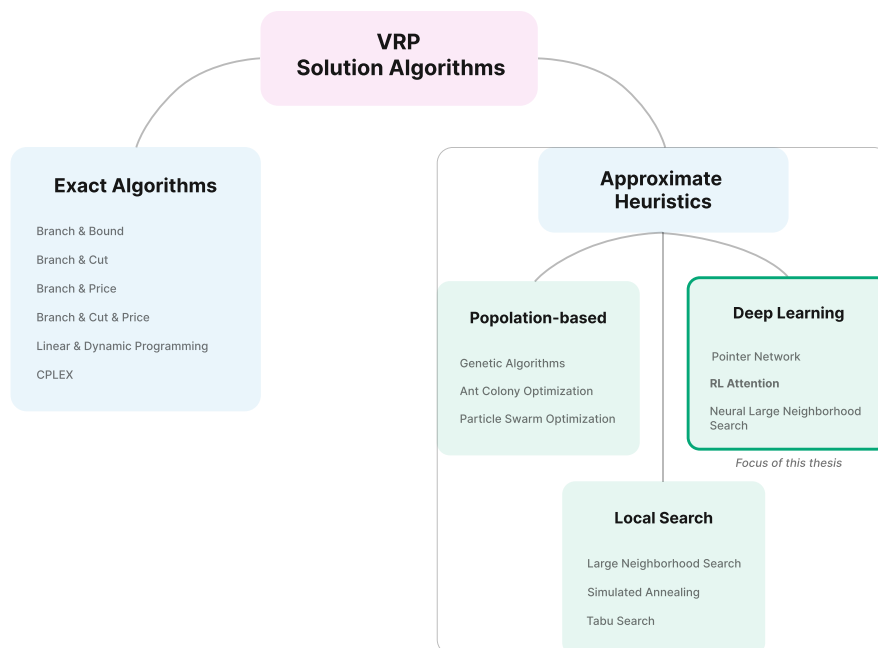 VRP
Solution Algorithms
Exact Algorithms
Branch & Bound
Branch & Cut
Branch & Price
Branch & Cut & Price
Linear & Dynamic Programming
CPLEX
Approximate
Heuristics
Popolation-based
Genetic Algorithms
Ant Colony Optimization
Particle Swarm Optimization
Deep Learning
Pointer Network
RL Attention
Neural Large Neighborhood
Search
Focus of this thesis
Local Search
Large Neighborhood Search
Simulated Annealing
Tabu Search